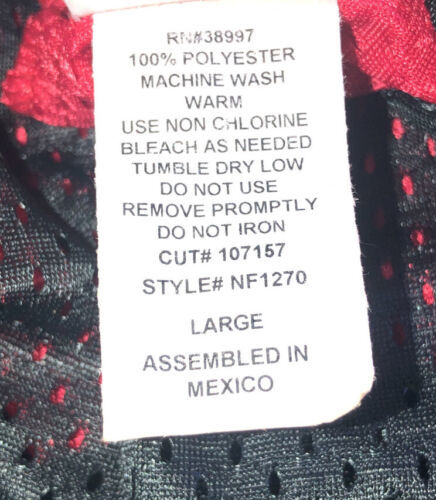 RN#38997
100% POLYESTER
MACHINE WASH
WARM
USE NON CHLORINE
BLEACH AS NEEDED
TUMBLE DRY LOW
DO NOT USE
REMOVE PROMPTLY
DO NOT IRON
CUT# 107157
STYLE# NF1270
LARGE
ASSEMBLED IN
MEXICO